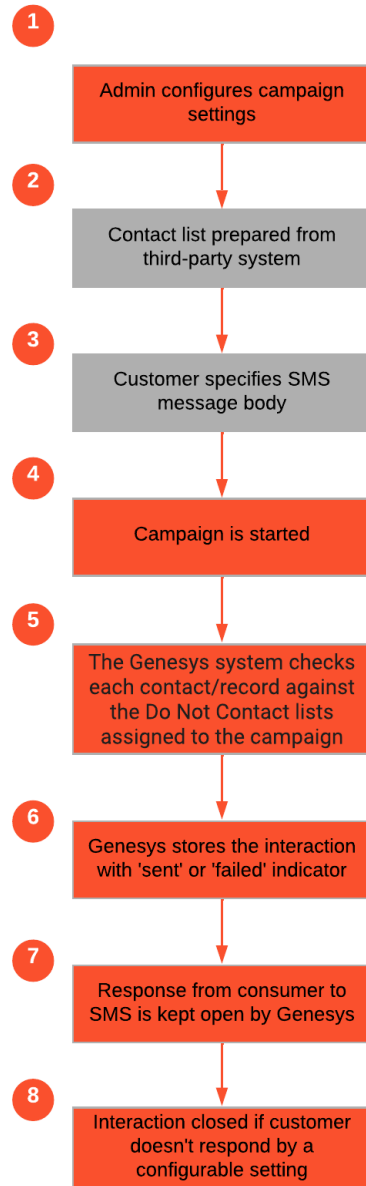 1
Admin configures campaign
settings
2
Contact list prepared from
third-party system
3
Customer specifies SMS
message body
4
Campaign is started
5
The Genesys system checks
each contact/record against
the Do Not Contact lists
assigned to the campaign
6
Genesys stores the interaction
with 'sent' or 'failed' indicator
7
Response from consumer to
SMS is kept open by Genesys
8
Interaction closed if customer
doesn't respond by a
configurable setting